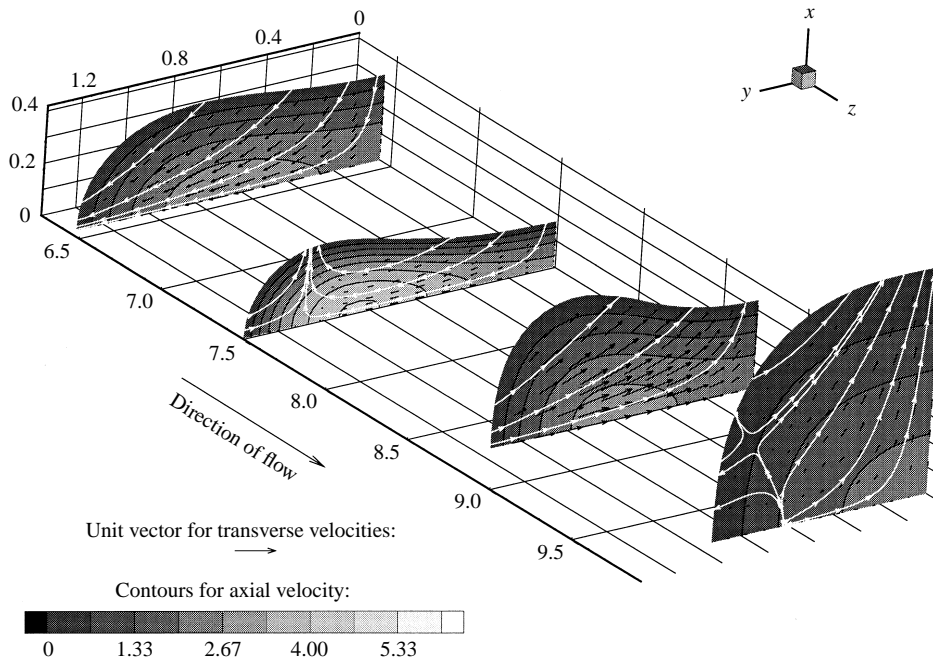 0
0.4
0.8
1.2
0.4
0.2
0
x
y
z
6.5
7.0
7.5
8.0
8.5
9.0
9.5
Direction of flow
Unit vector for transverse velocities:
Contours for axial velocity:
0 1.33 2.67 4.00 5.33